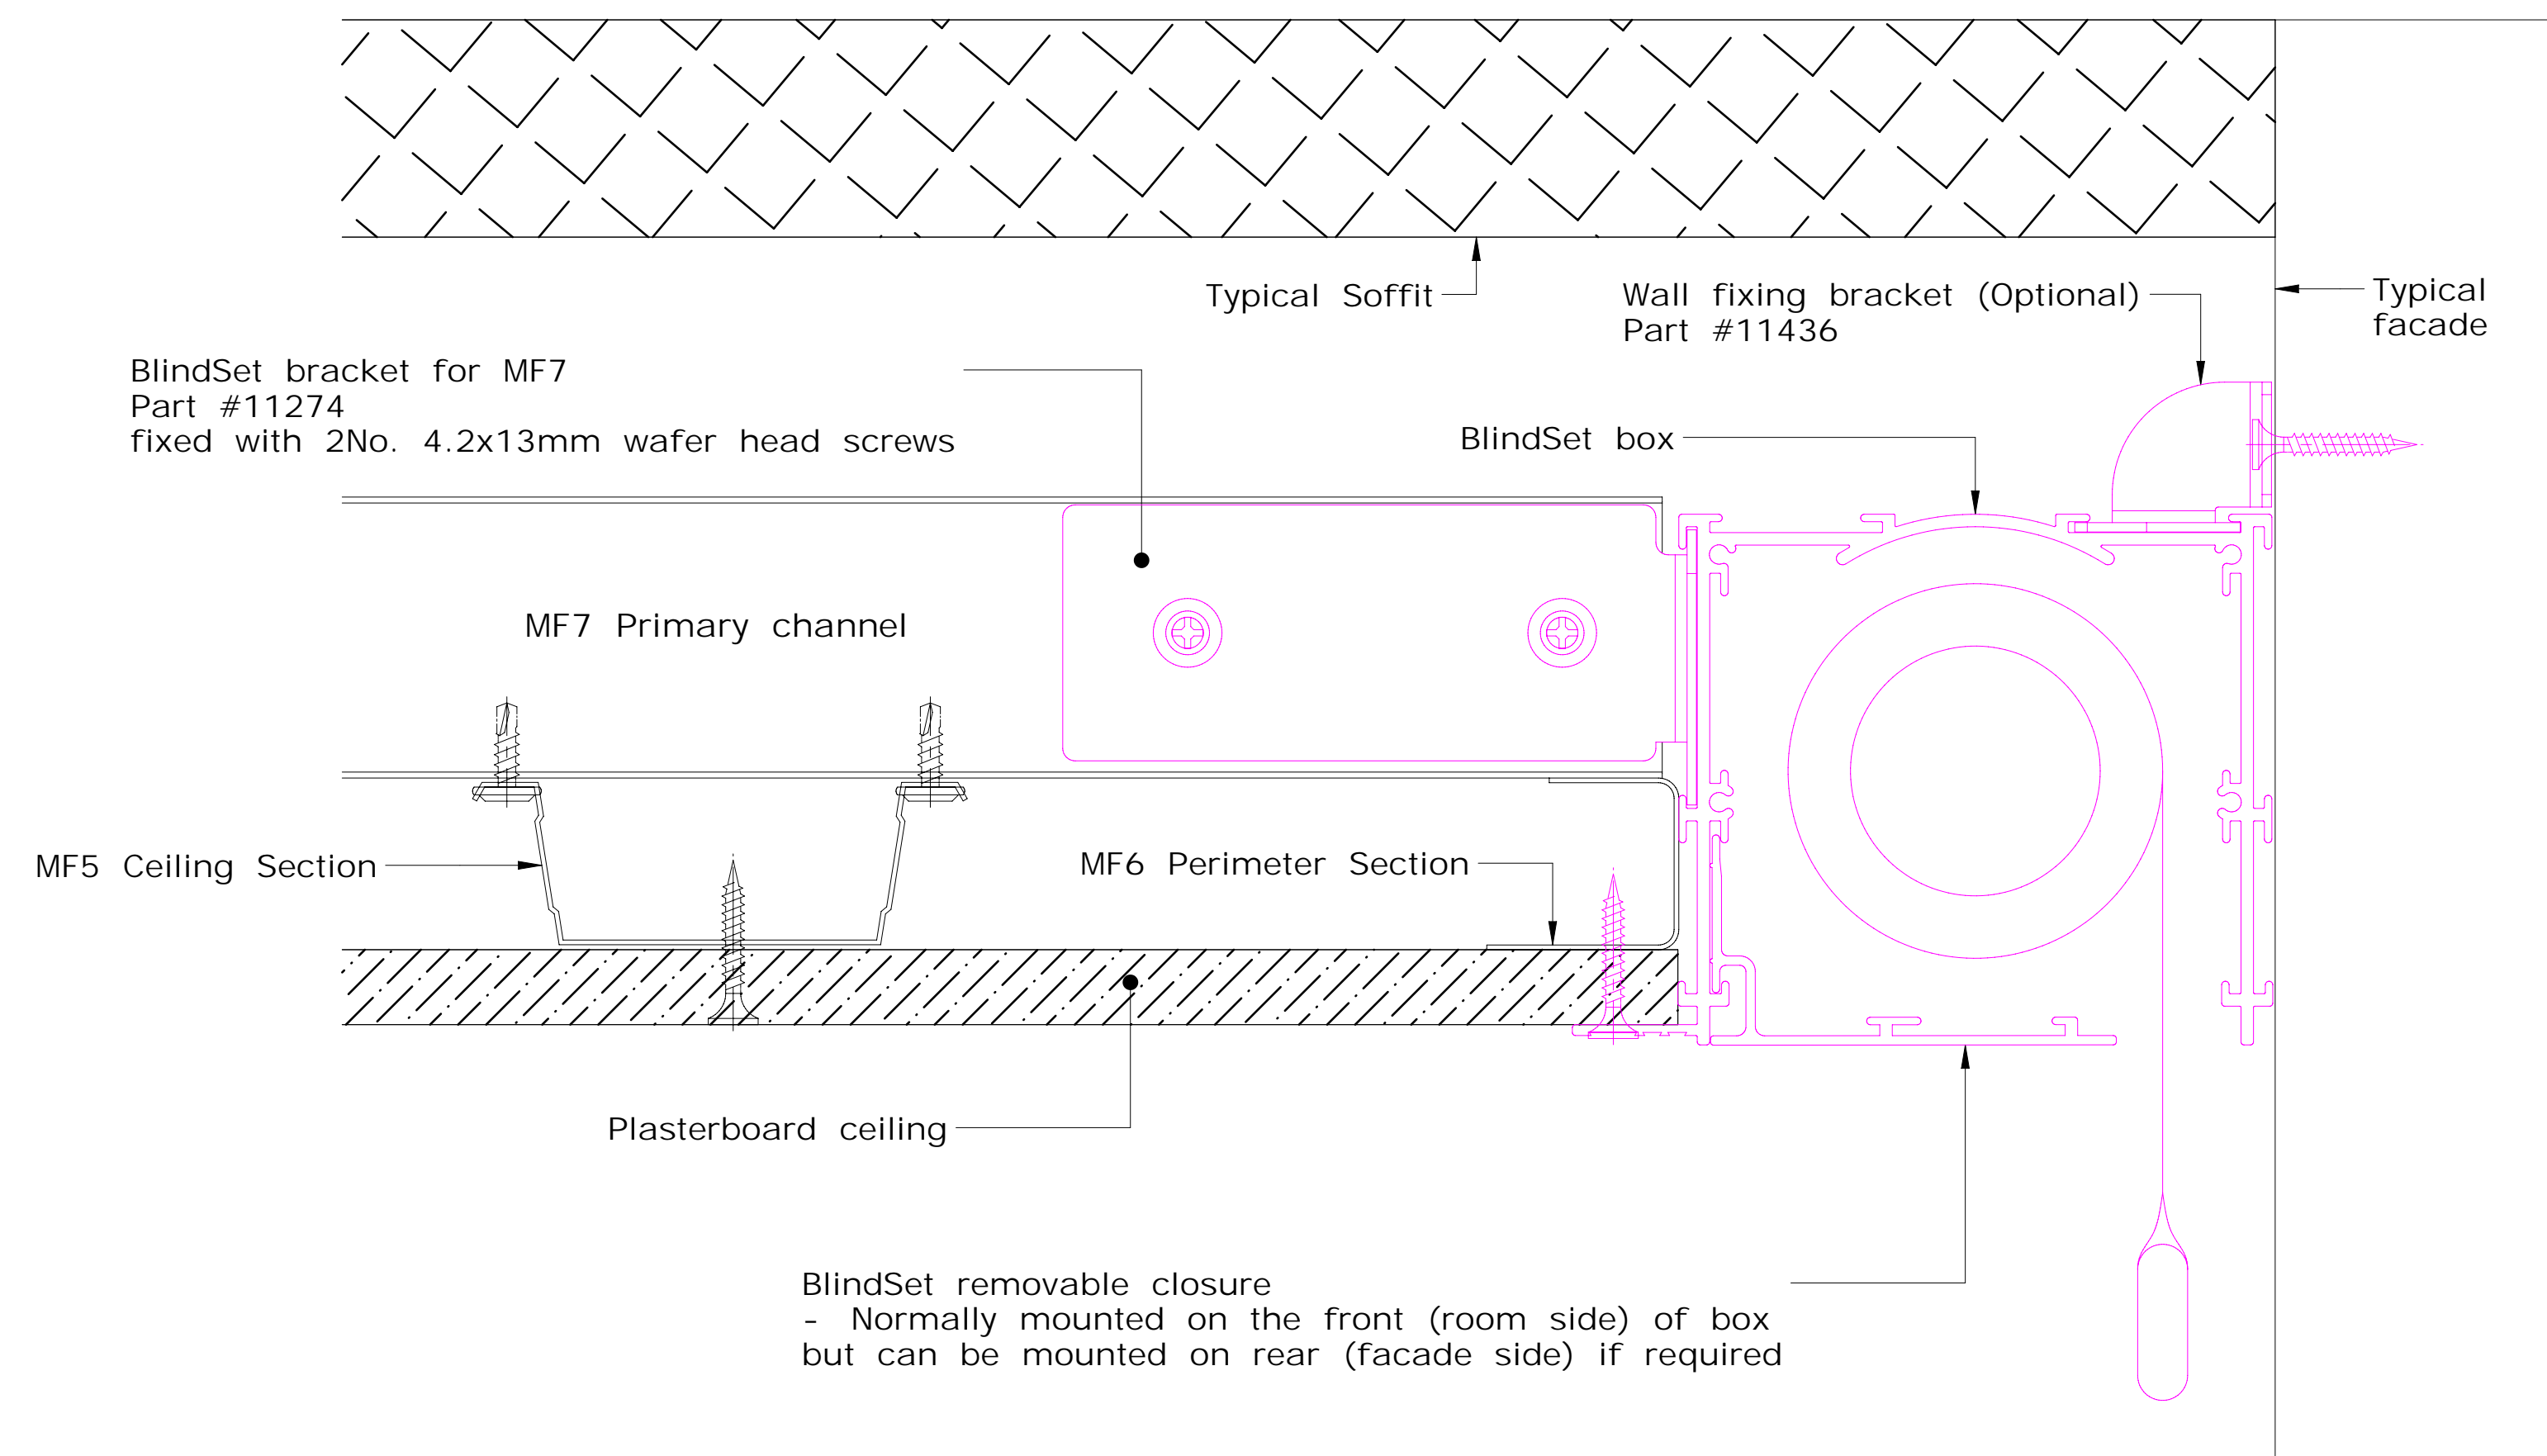 Typical Soffit
Wall fixing bracket (Optional)
Part #11436
Typical
facade
BlindSet bracket for MF7
Part #11274
fixed with 2No. 4.2x13mm wafer head screws
BlindSet box
MF7 Primary channel
MF5 Ceiling Section
MF6 Perimeter Section
Plasterboard ceiling
BlindSet removable closure
- Normally mounted on the front (room side) of box
but can be mounted on rear (facade side) if required